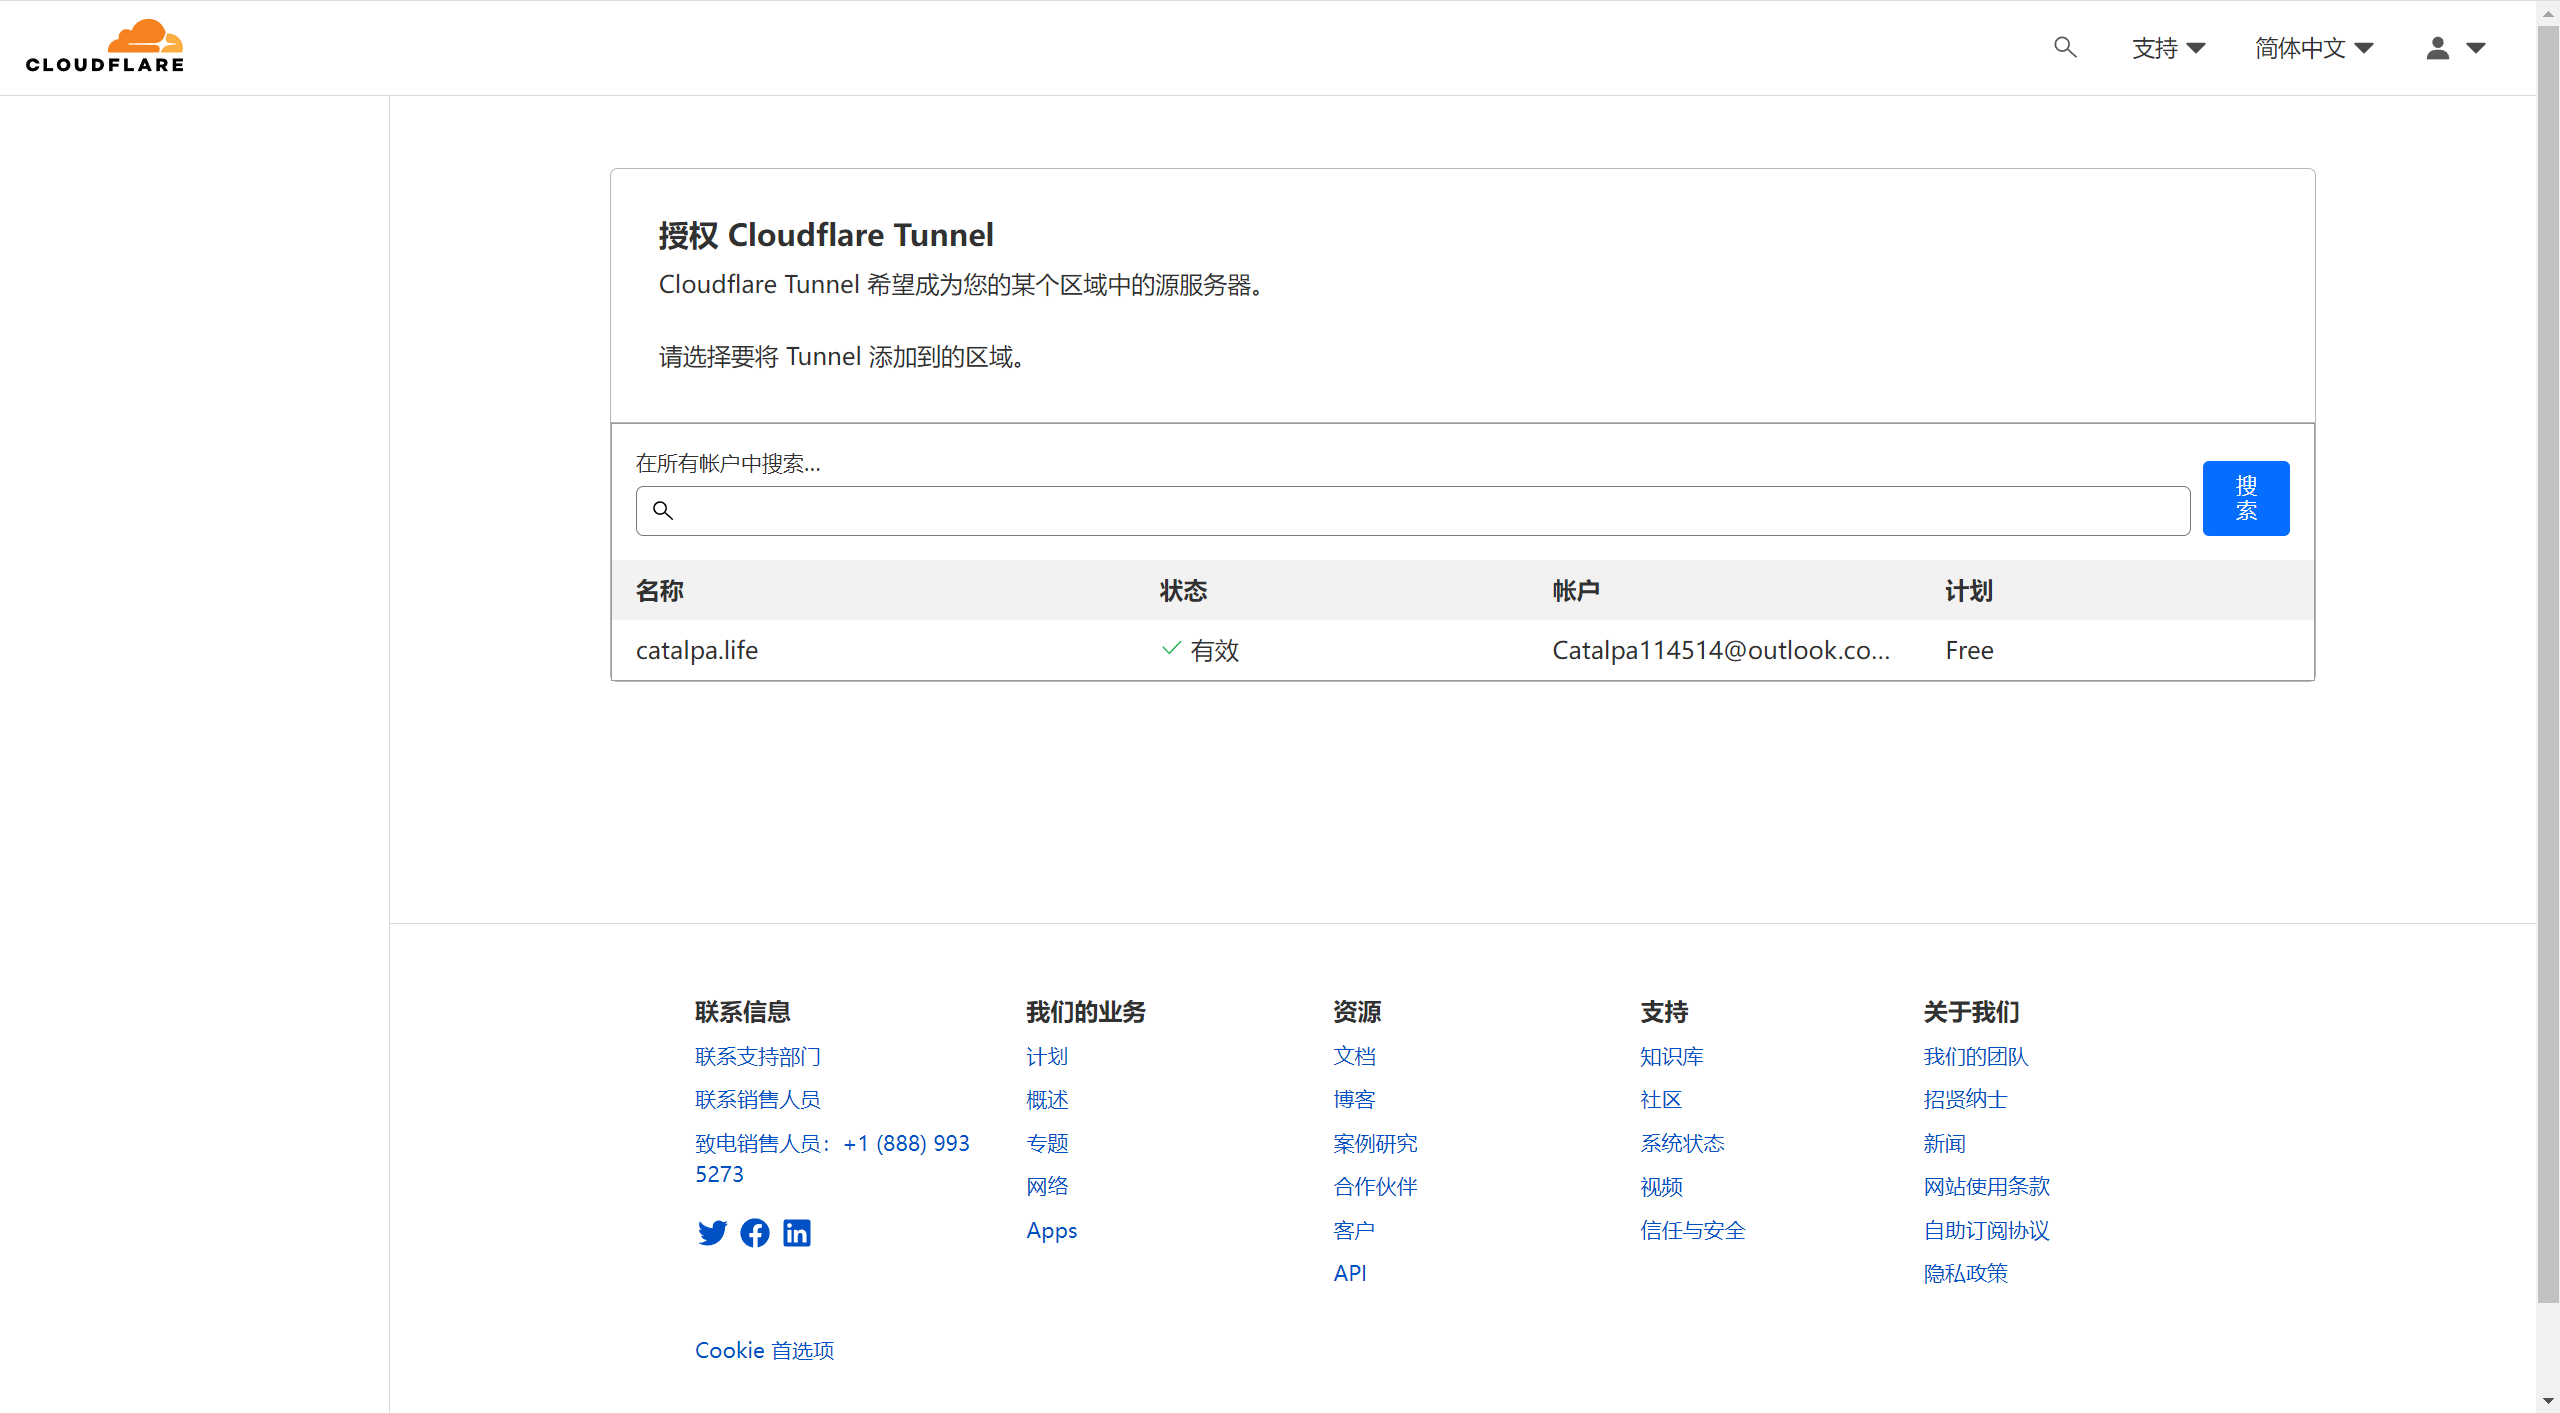 CLOUDFLARE
支持
简体中文
授权 Cloudflare Tunnel
Cloudflare Tunnel 希望成为您的某个区域中的源服务器。
请选择要将 Tunnel 添加到的区域。
在所有帐户中搜索...
搜
索
名称 状态 帐户 计划
catalpa.life 有效 Catalpa114514@outlook.co... Free
联系信息
联系支持部门
联系销售人员
致电销售人员：+1 (888) 993
5273
我们的业务
计划
概述
专题
网络
Apps
资源
文档
博客
案例研究
合作伙伴
客户
API
支持
知识库
社区
系统状态
视频
信任与安全
关于我们
我们的团队
招贤纳士
新闻
网站使用条款
自助订阅协议
隐私政策
Cookie 首选项